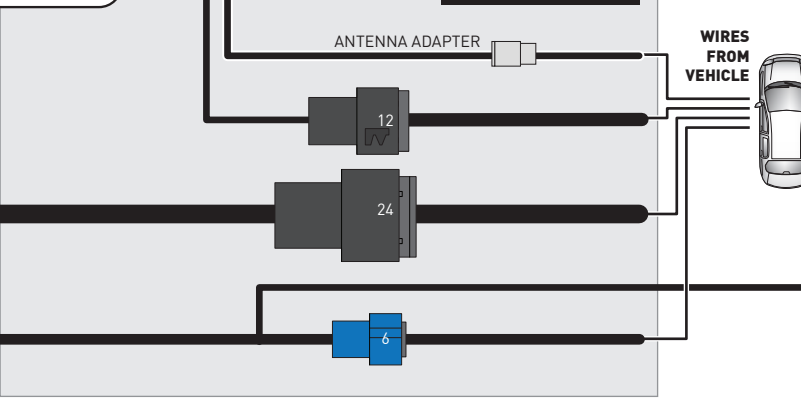 WIRES
FROM
VEHICLE
ANTENNA ADAPTER
12
24
6